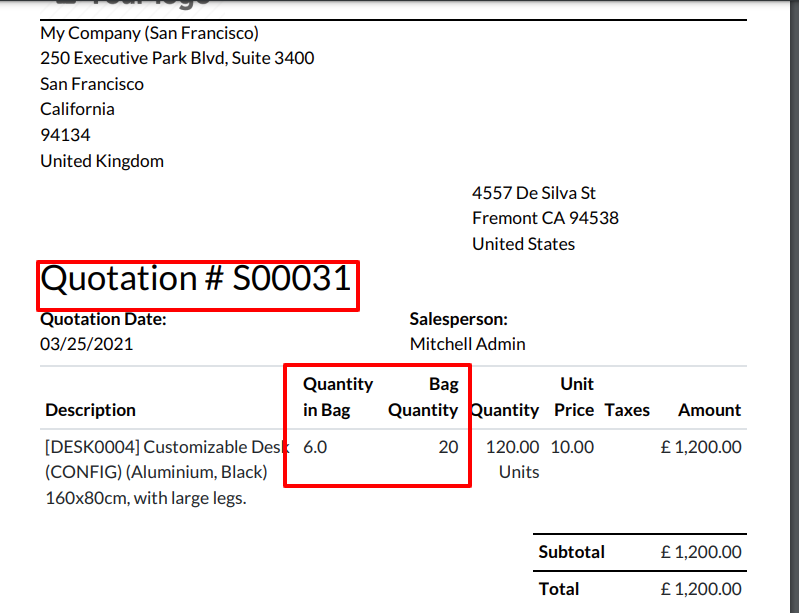 My Company (San Francisco)
250 Executive Park Blvd, Suite 3400
San Francisco
California
94134
United Kingdom
4557 De Silva St
Fremont CA 94538
United States
Quotation # S00031
Quotation Date:
03/25/2021
Salesperson:
Mitchell Admin
Description Quantity in Bag Bag Quantity Quantity Unit Price Taxes Amount
[DESK0004] Customizable Desk 6.0 20 120.00 10.00 £ 1,200.00
(CONFIG) (Aluminium, Black) Units
160x80cm, with large legs.
Subtotal £ 1,200.00
Total £ 1,200.00